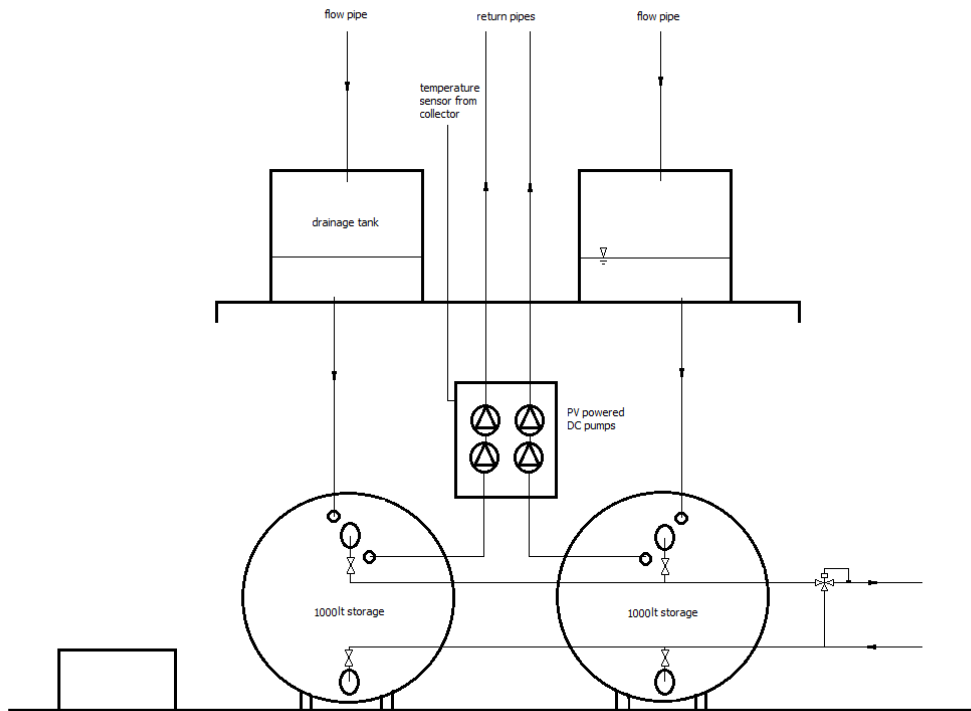 flow pipe
return pipes
flow pipe
temperature
sensor from
collector
drainage tank
PV powered
DC pumps
1000lt storage
1000lt storage